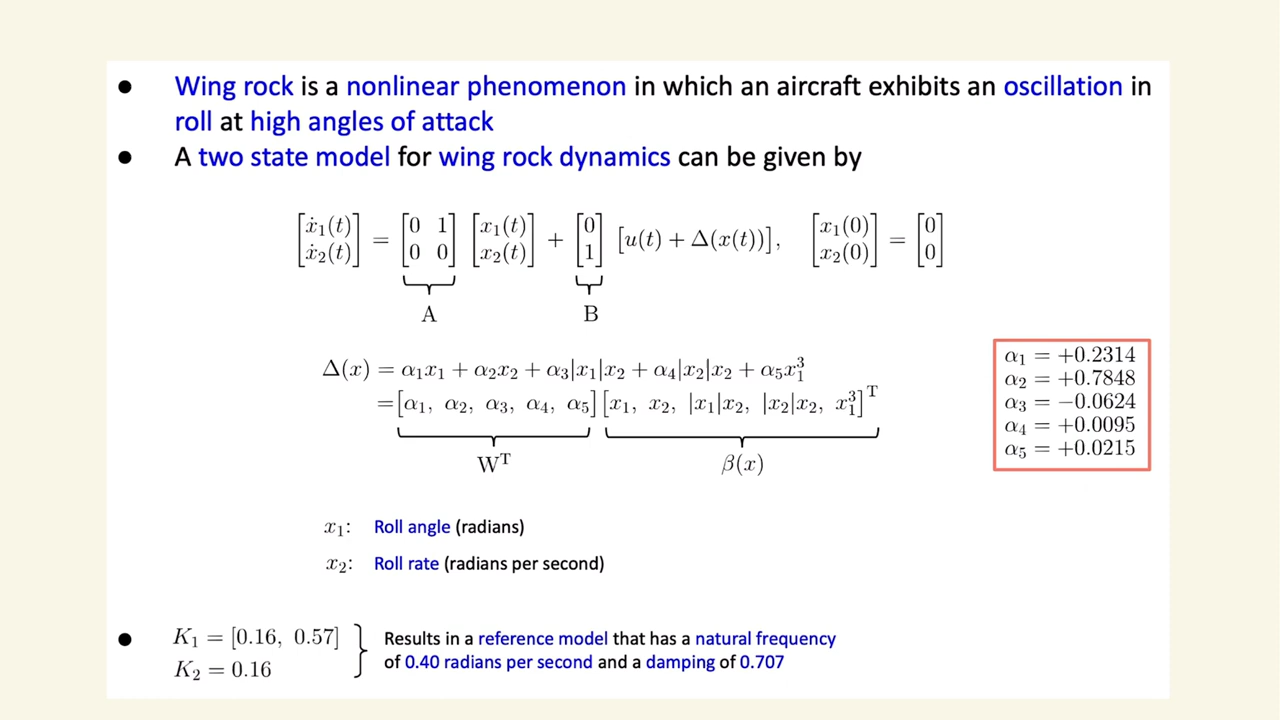 ● Wing rock is a nonlinear phenomenon in which an aircraft exhibits an oscillation in
roll at high angles of attack
● A two state model for wing rock dynamics can be given by
[ẋ₁(t) ẋ₂(t)] = [0 1 0 0] [x₁(t) x₂(t)] + [0 1] [u(t) + Δ(x(t))], [x₁(0) x₂(0)] = [0 0]
A B
Δ(x) = α₁x₁ + α₂x₂ + α₃|x₁|x₂ + α₄|x₂|x₂ + α₅x₁³
=[α₁, α₂, α₃, α₄, α₅][x₁, x₂, |x₁|x₂, |x₂|x₂, x₁³]ᵀ
Wᵀ β(x)
α₁ = +0.2314
α₂ = +0.7848
α₃ = −0.0624
α₄ = +0.0095
α₅ = +0.0215
x₁: Roll angle (radians)
x₂: Roll rate (radians per second)
● K₁ = [0.16, 0.57]
K₂ = 0.16
Results in a reference model that has a natural frequency
of 0.40 radians per second and a damping of 0.707